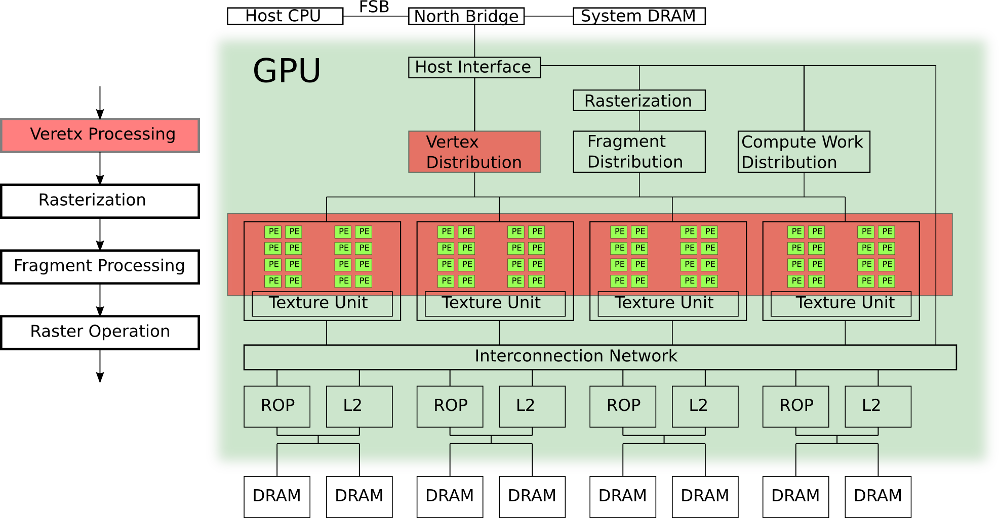 FSB
Host CPU
North Bridge
System DRAM
GPU
Host Interface
Rasterization
Vertex
Distribution
Fragment
Distribution
Compute Work
Distribution
Veretx Processing
Rasterization
Fragment Processing
Raster Operation
PE PE PE PE PE PE PE PE PE PE PE PE PE PE PE PE
PE PE PE PE PE PE PE PE PE PE PE PE PE PE PE PE
PE PE PE PE PE PE PE PE PE PE PE PE PE PE PE PE
PE PE PE PE PE PE PE PE PE PE PE PE PE PE PE PE
Texture Unit Texture Unit Texture Unit Texture Unit
Interconnection Network
ROP L2 ROP L2 ROP L2 ROP L2
DRAM DRAM DRAM DRAM DRAM DRAM DRAM DRAM